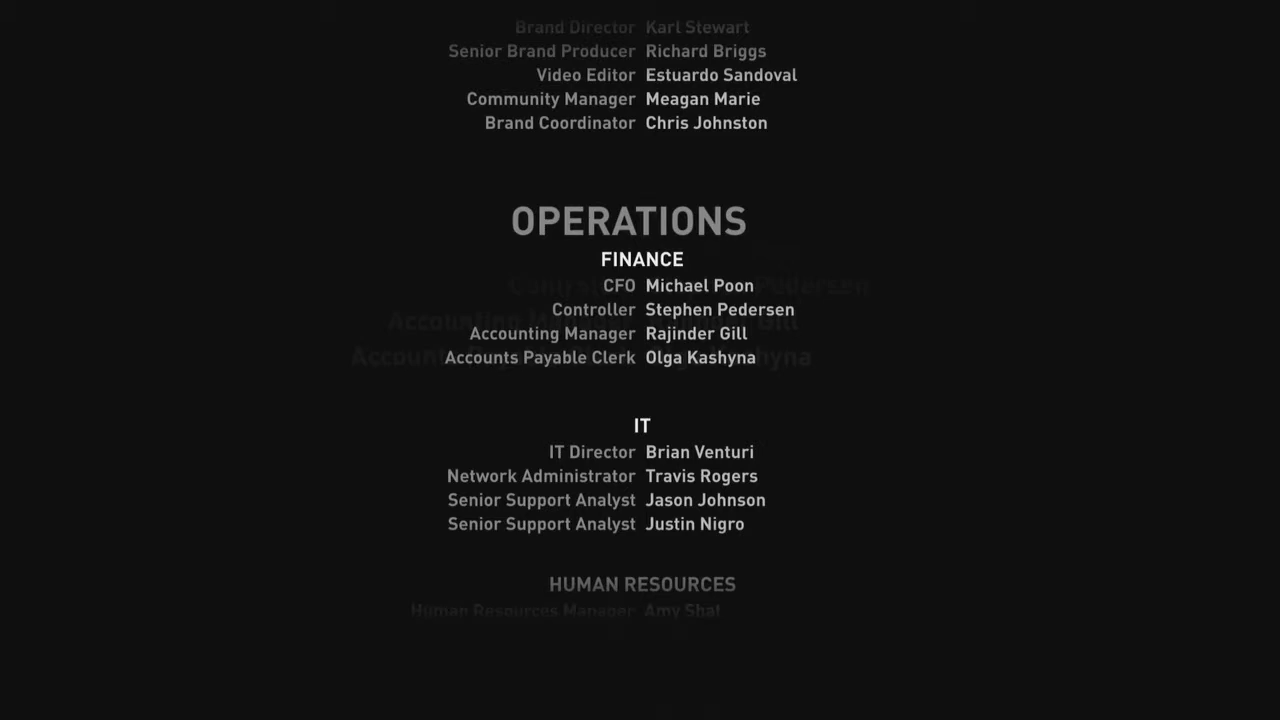 Brand Director Karl Stewart
Senior Brand Producer Richard Briggs
Video Editor Estuardo Sandoval
Community Manager Meagan Marie
Brand Coordinator Chris Johnston
OPERATIONS
FINANCE
CFO Michael Poon
Controller Stephen Pedersen
Accounting Manager Rajinder Gill
Accounts Payable Clerk Olga Kashyna
IT
IT Director Brian Venturi
Network Administrator Travis Rogers
Senior Support Analyst Jason Johnson
Senior Support Analyst Justin Nigro
HUMAN RESOURCES
Human Resources Manager Amy